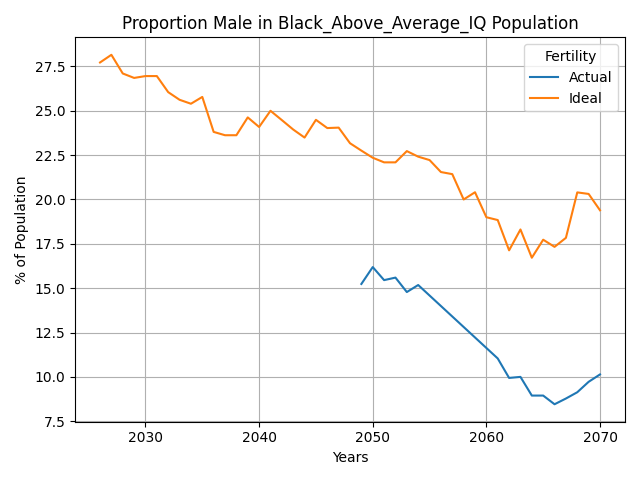 Proportion Male in Black_Above_Average_IQ Population
Fertility
Actual
Ideal
% of Population
27.5
25.0
22.5
20.0
17.5
15.0
12.5
10.0
7.5
2030
2040
2050
2060
2070
Years